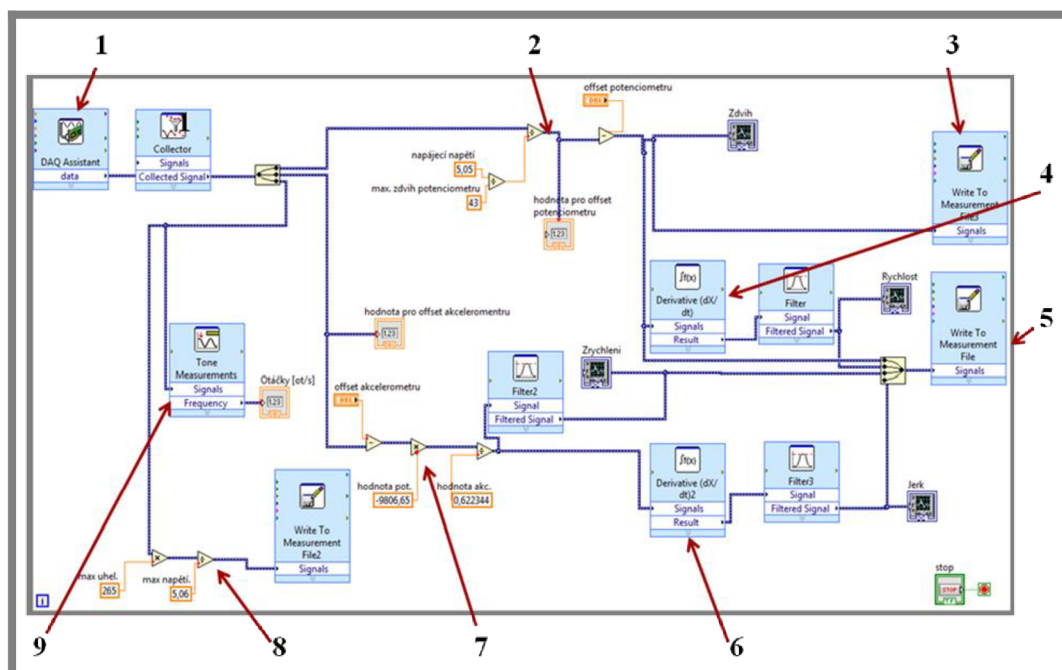 1
2
3
offset potenciometru
Zdvih
DAQ Assistant
data
Collector
Signals
Collected Signal
napájecí napětí
5,05
max. zdvih potenciometru
43
hodnota pro offset
potenciometru
123
Write To
Measurement
File3
Signals
4
Derivative (dX/
dt)
Signals
Result
Filter
Signal
Filtered Signal
Rychlost
Write To
Measurement
File
Signals
5
hodnota pro offset akceleromentru
123
Tone
Measurements
Signals
Frequency
Otáčky [ot/s]
123
Zrychleni
Filter2
Signal
Filtered Signal
offset akcelerometru
hodnota pot.
-9806,65
hodnota akc.
0,622344
Derivative (dX/
dt)2
Signals
Result
Filter3
Signal
Filtered Signal
Jerk
Write To
Measurement
File2
Signals
max uhel.
265
max napětí.
5,06
stop
STOP
i
9
8
7
6